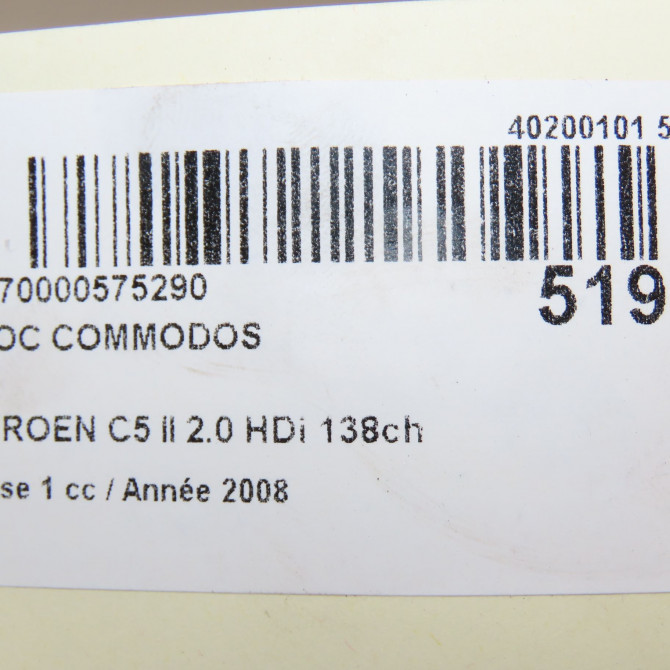 40200101 5
70000575290
519
OC COMMODOS
ROEN C5 II 2.0 HDi 138ch
se 1 cc / Année 2008